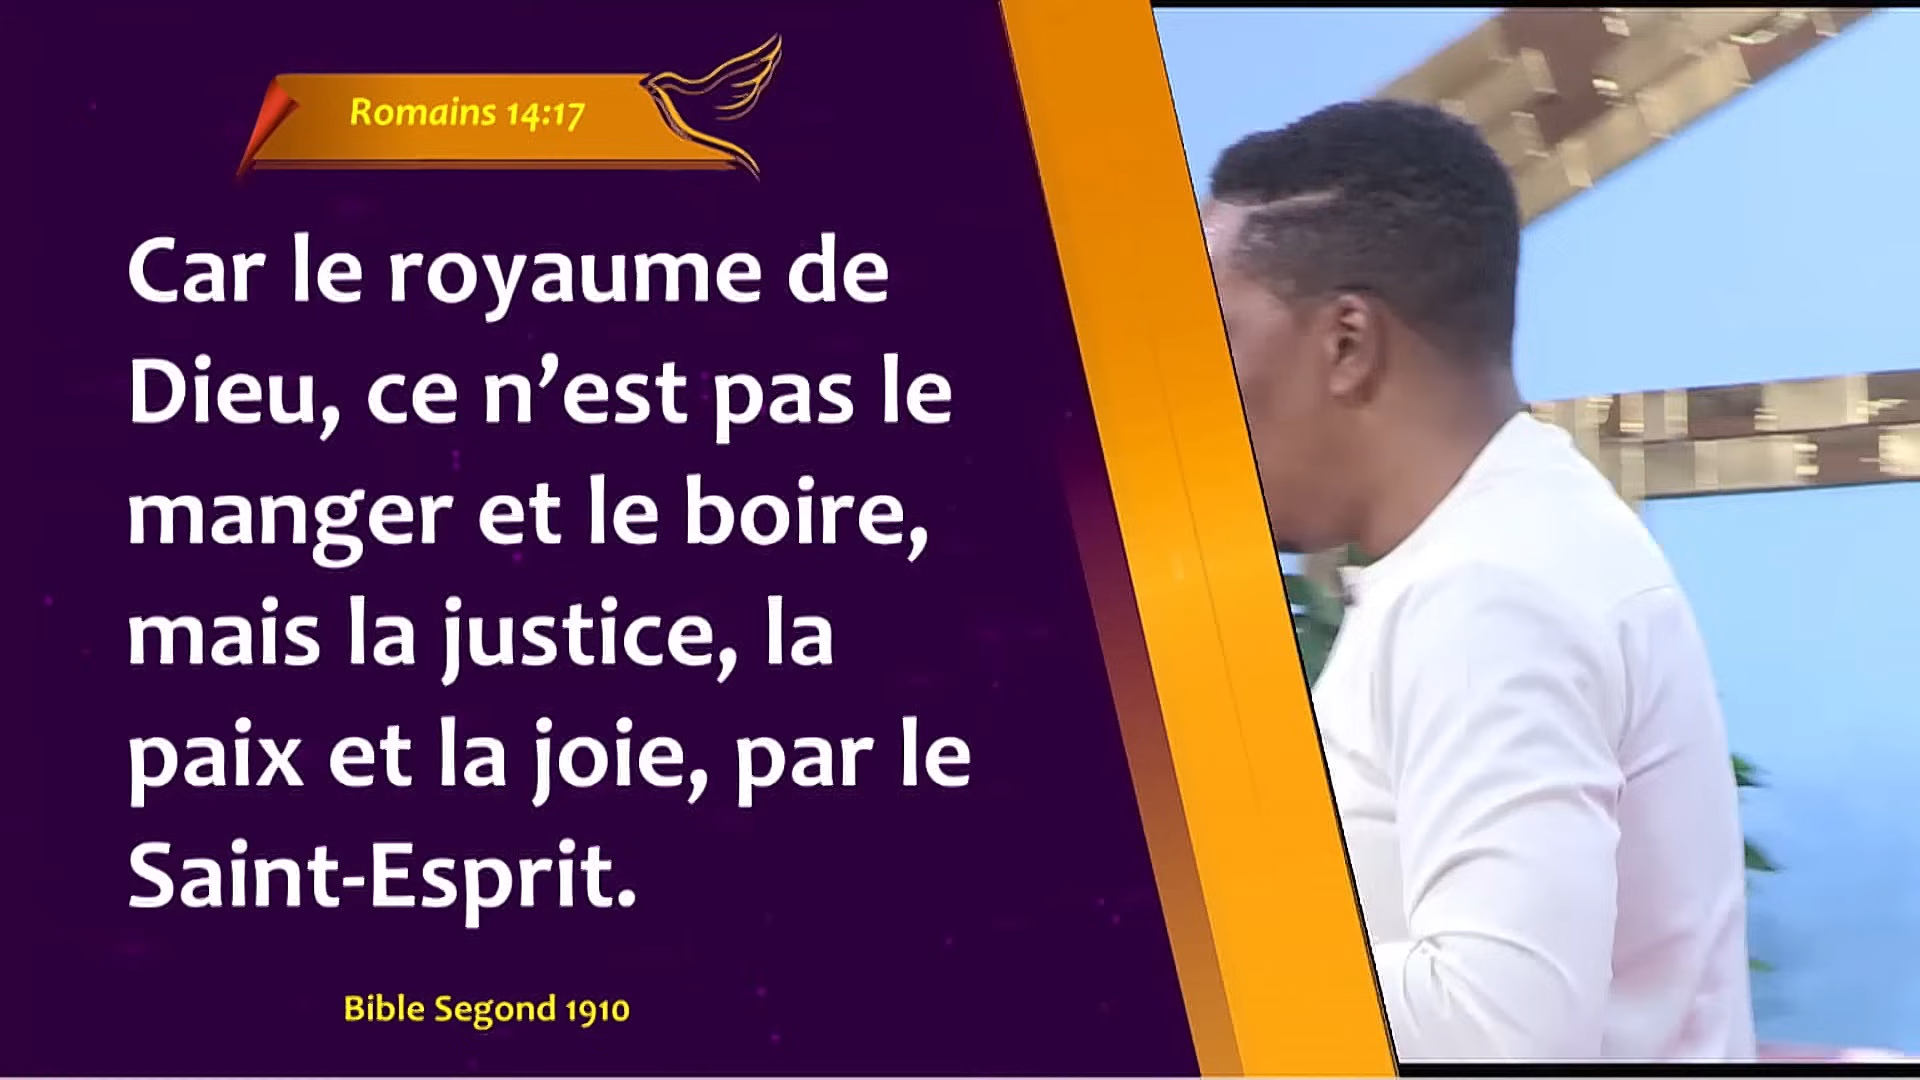 Romains 14:17
Car le royaume de
Dieu, ce n’est pas le
manger et le boire,
mais la justice, la
paix et la joie, par le
Saint-Esprit.
Bible Segond 1910